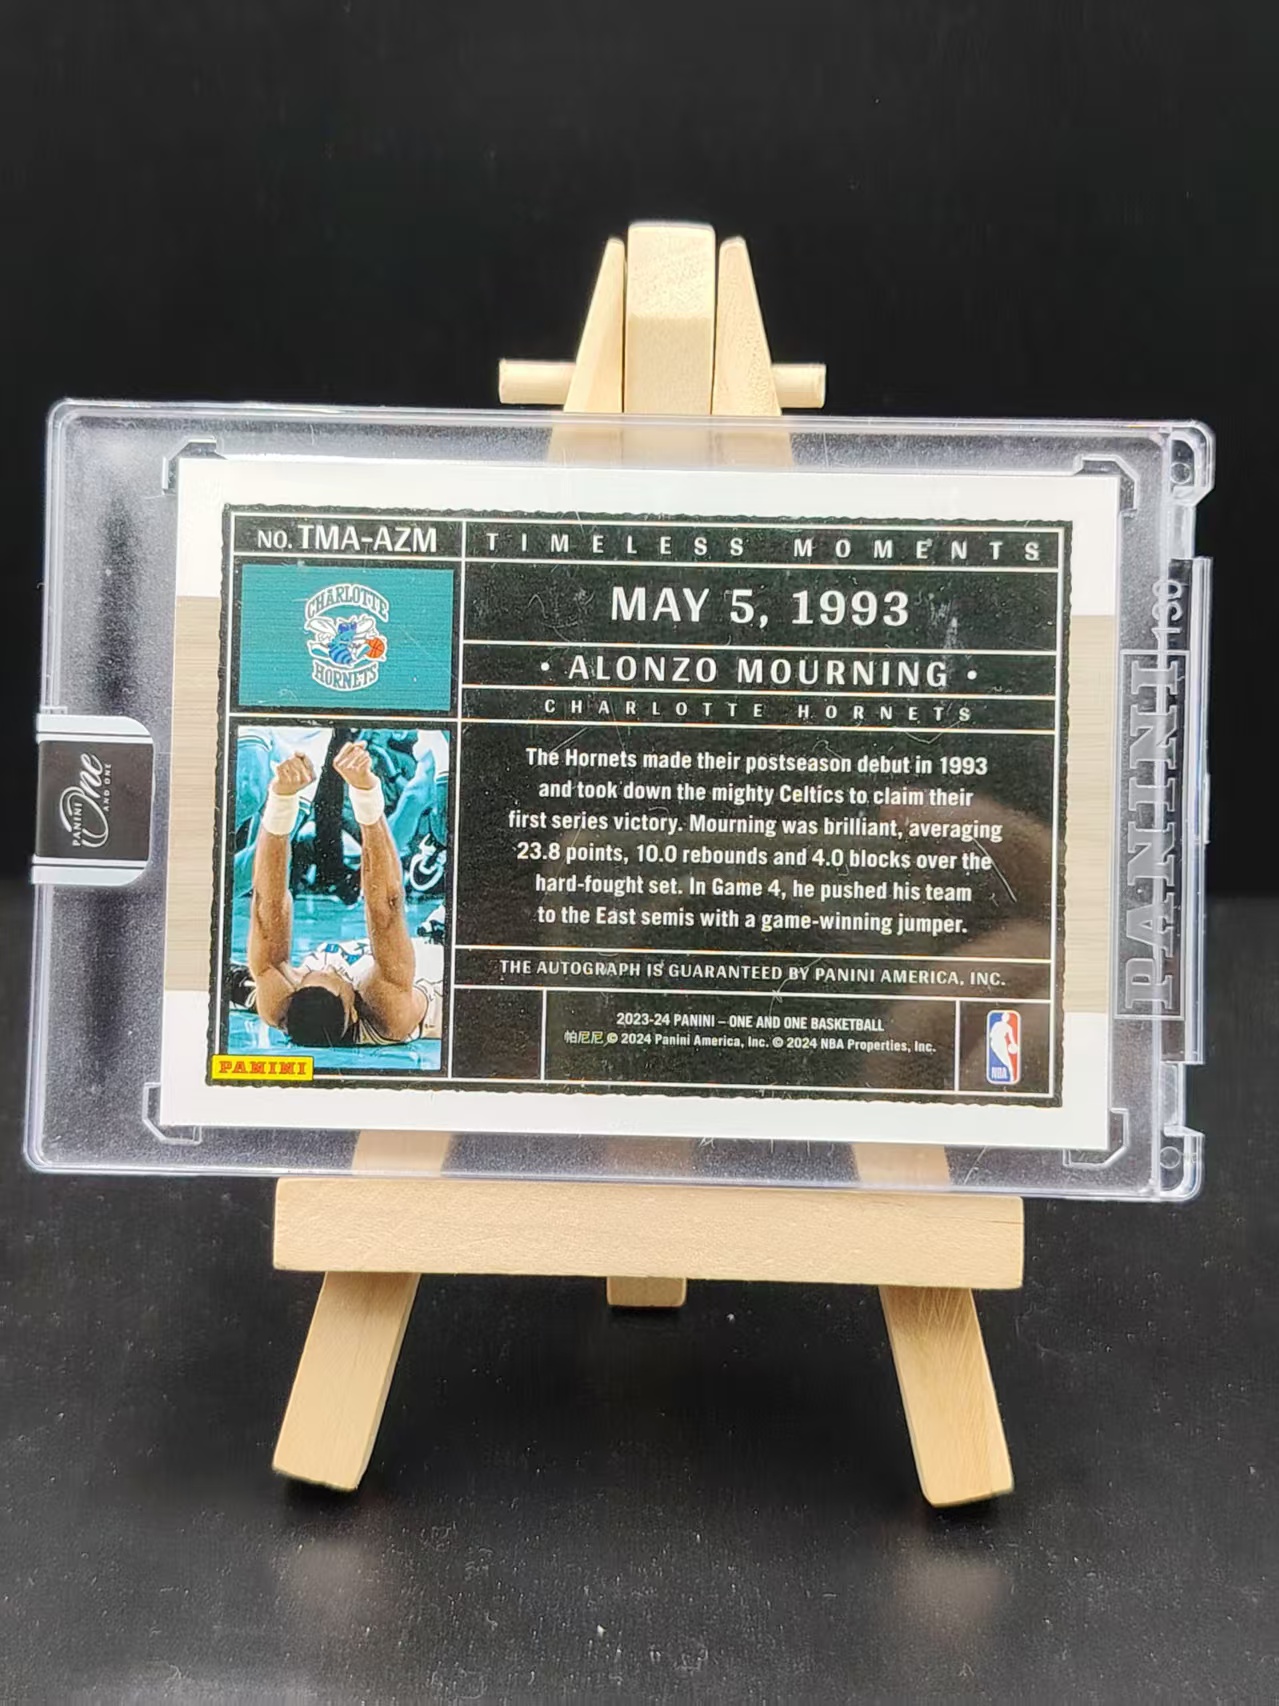 NO. TMA-AZM
TIMELESS MOMENTS
CHARLOTTE
HORNETS
MAY 5, 1993
• ALONZO MOURNING •
CHARLOTTE HORNETS
The Hornets made their postseason debut in 1993
and took down the mighty Celtics to claim their
first series victory. Mourning was brilliant, averaging
23.8 points, 10.0 rebounds and 4.0 blocks over the
hard-fought set. In Game 4, he pushed his team
to the East semis with a game-winning jumper.
THE AUTOGRAPH IS GUARANTEED BY PANINI AMERICA, INC.
2023-24 PANINI – ONE AND ONE BASKETBALL
帕尼尼 © 2024 Panini America, Inc. © 2024 NBA Properties, Inc.
NBA
PANINI
PANINI
One
AND ONE
PANINI
130